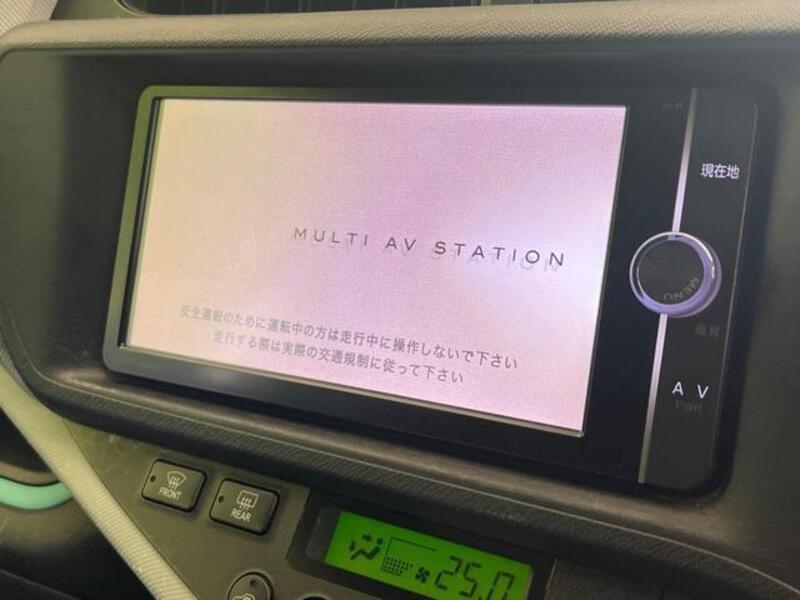 現在地
MULTI AV STATION
MENU
安全運転のために運転中の方は走行中に操作しないで下さい
走行する際は実際の交通規制に従って下さい
画質
AV
PWR
FRONT
REAR
25.0